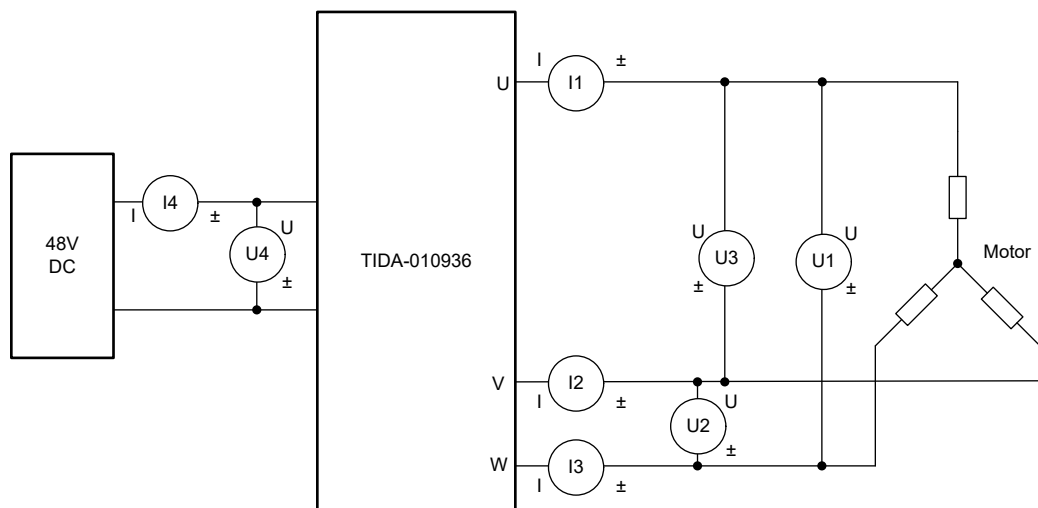 U
I
I1
±
48V
DC
I
I4
±
U
U4
±
TIDA-010936
U
U3
±
U
U1
±
Motor
V
I
I2
±
U
U2
±
W
I
I3
±